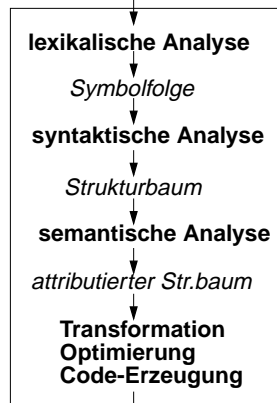 lexikalische Analyse
Symbolfolge
syntaktische Analyse
Strukturbaum
semantische Analyse
attributierter Str.baum
Transformation
Optimierung
Code-Erzeugung